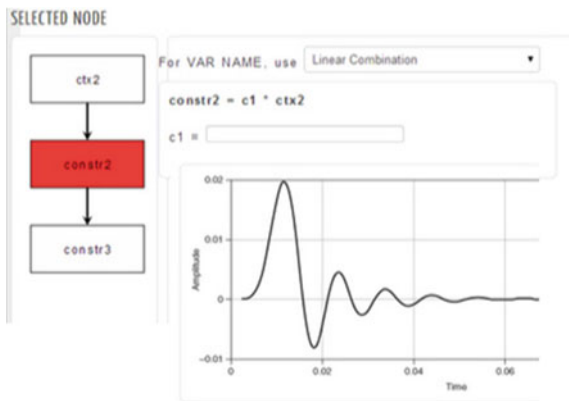 SELECTED NODE
ctx2
constr2
constr3
For VAR NAME, use Linear Combination
constr2 = c1 * ctx2
c1 =
0.02
0.01
0
-0.01
Amplitude
0
0.02
0.04
0.06
Time